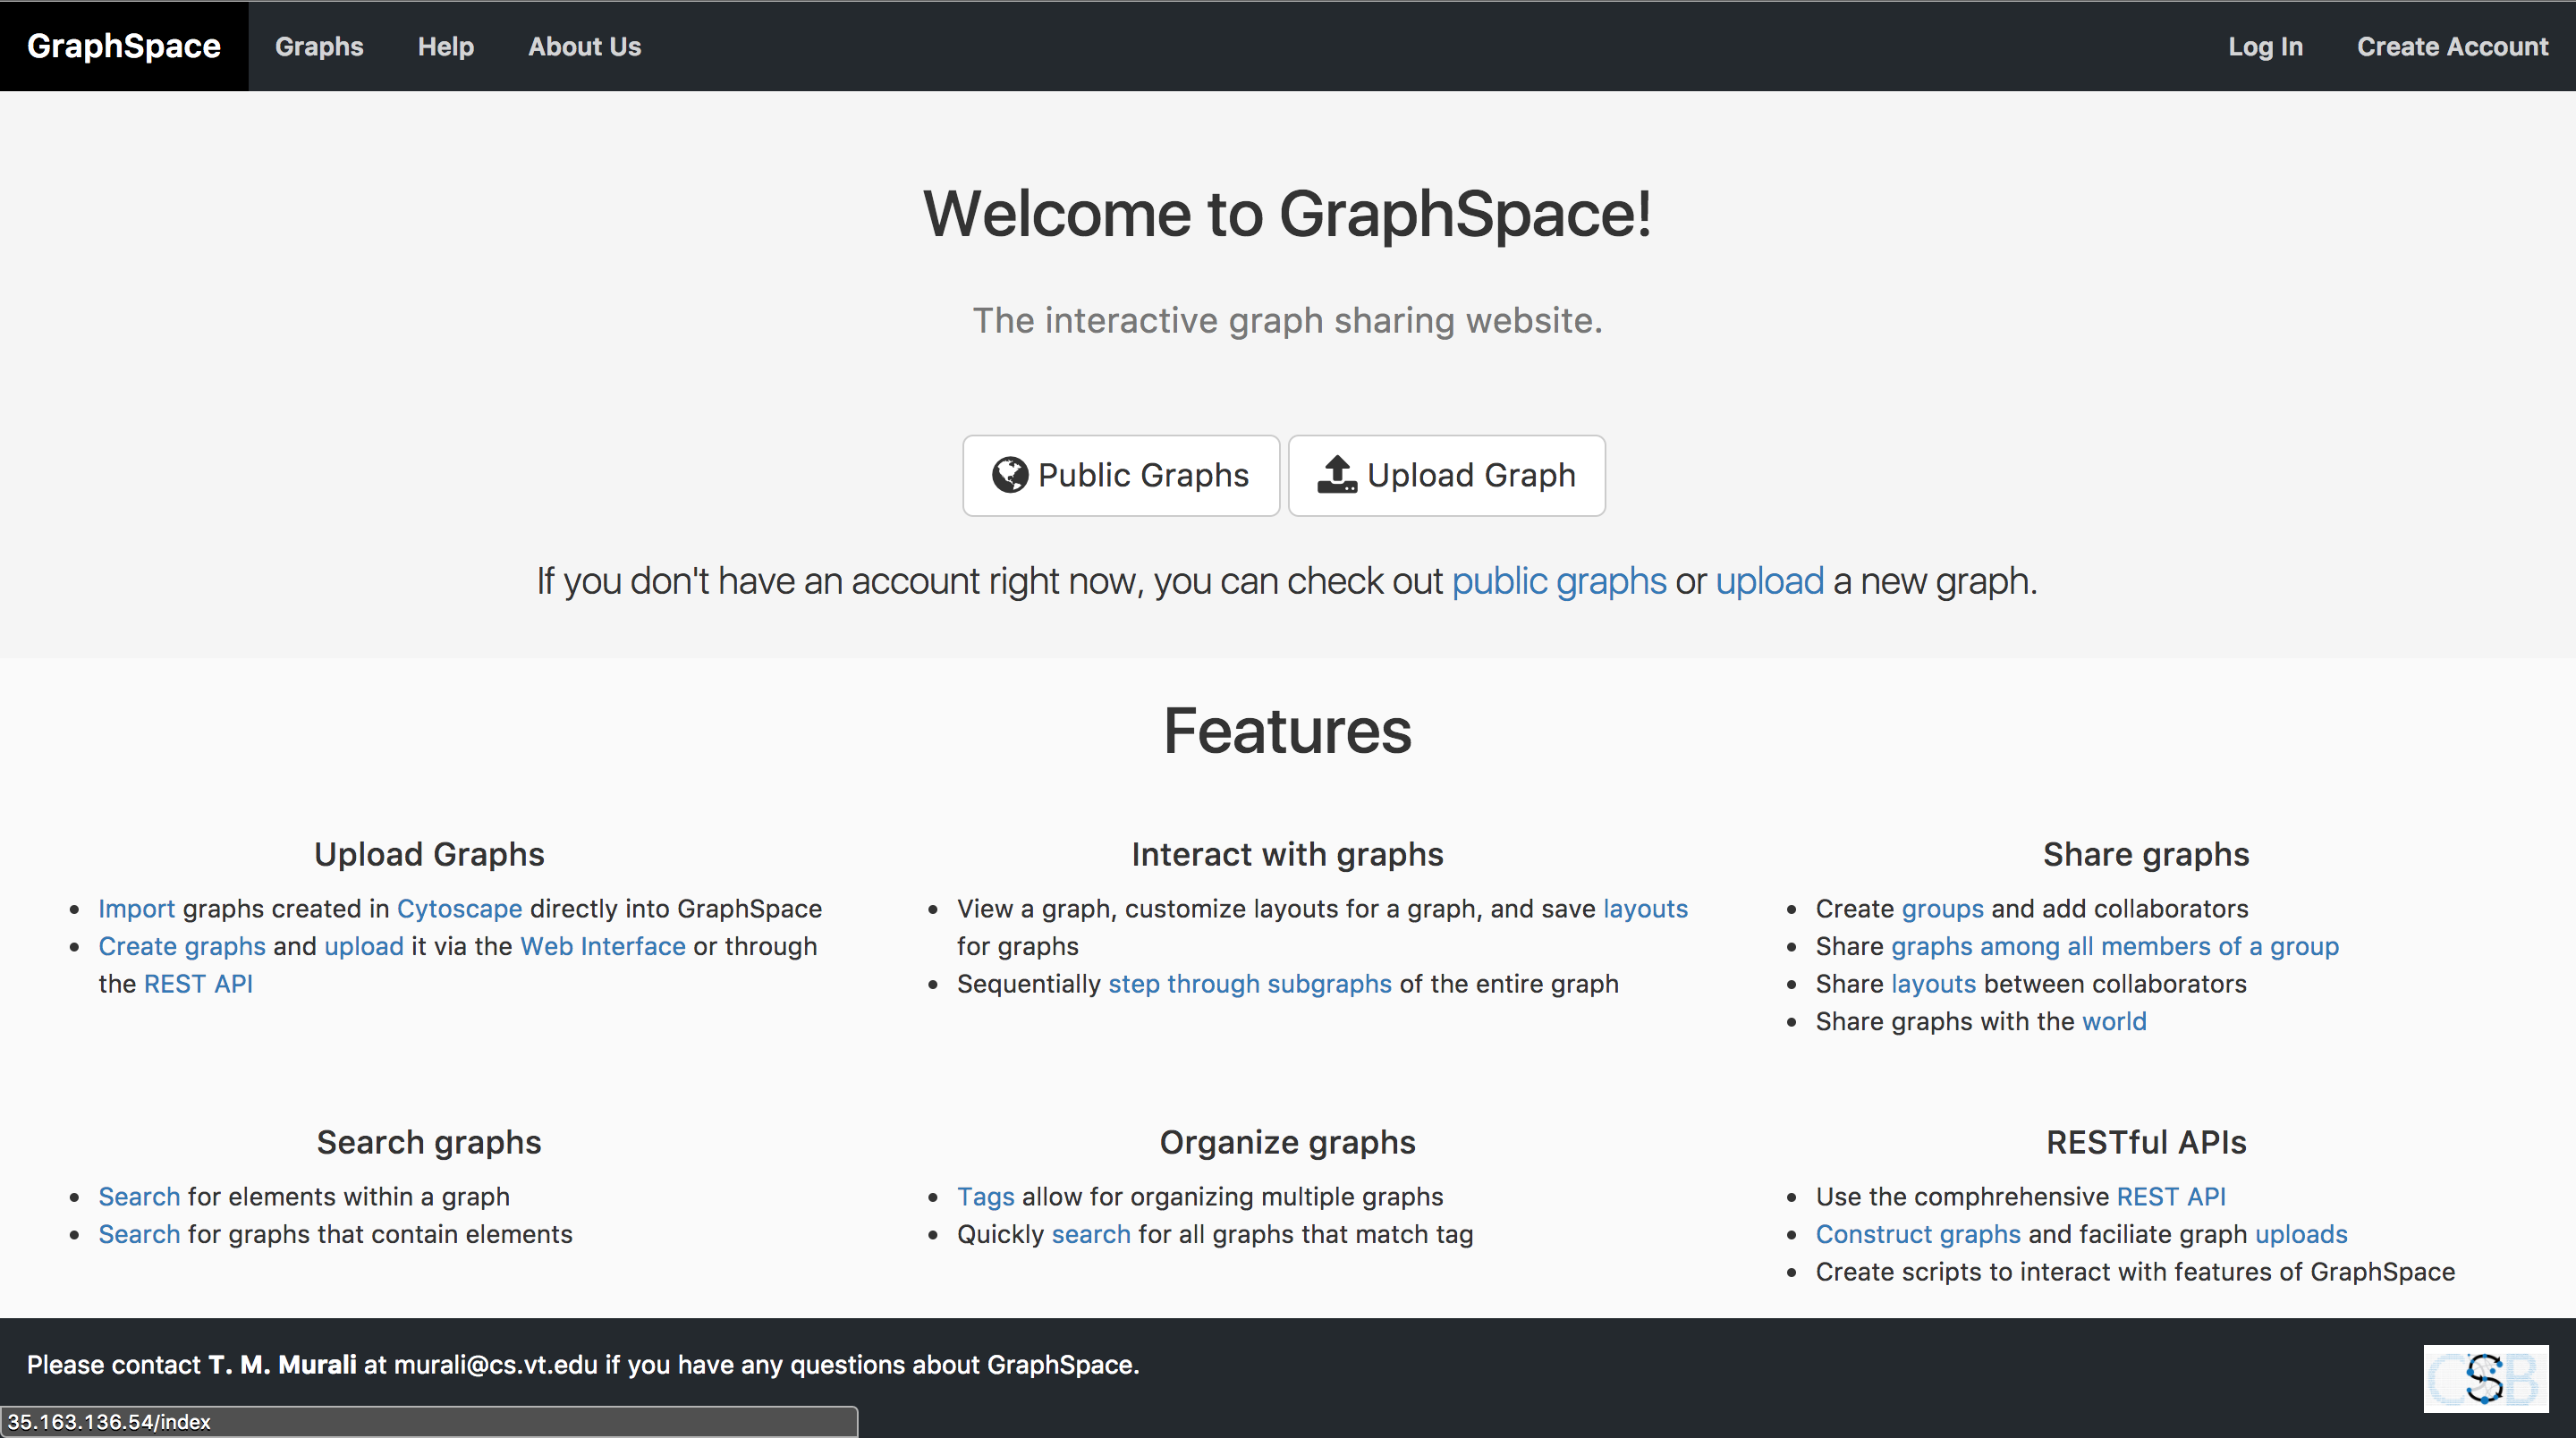 GraphSpace Graphs Help About Us Log In Create Account
Welcome to GraphSpace!
The interactive graph sharing website.
Public Graphs Upload Graph
If you don't have an account right now, you can check out public graphs or upload a new graph.
Features
Upload Graphs
Import graphs created in Cytoscape directly into GraphSpace
Create graphs and upload it via the Web Interface or through
the REST API
Interact with graphs
View a graph, customize layouts for a graph, and save layouts
for graphs
Sequentially step through subgraphs of the entire graph
Share graphs
Create groups and add collaborators
Share graphs among all members of a group
Share layouts between collaborators
Share graphs with the world
Search graphs
Search for elements within a graph
Search for graphs that contain elements
Organize graphs
Tags allow for organizing multiple graphs
Quickly search for all graphs that match tag
RESTful APIs
Use the comphrehensive REST API
Construct graphs and faciliate graph uploads
Create scripts to interact with features of GraphSpace
Please contact T. M. Murali at murali@cs.vt.edu if you have any questions about GraphSpace.
CSB
35.163.136.54/index